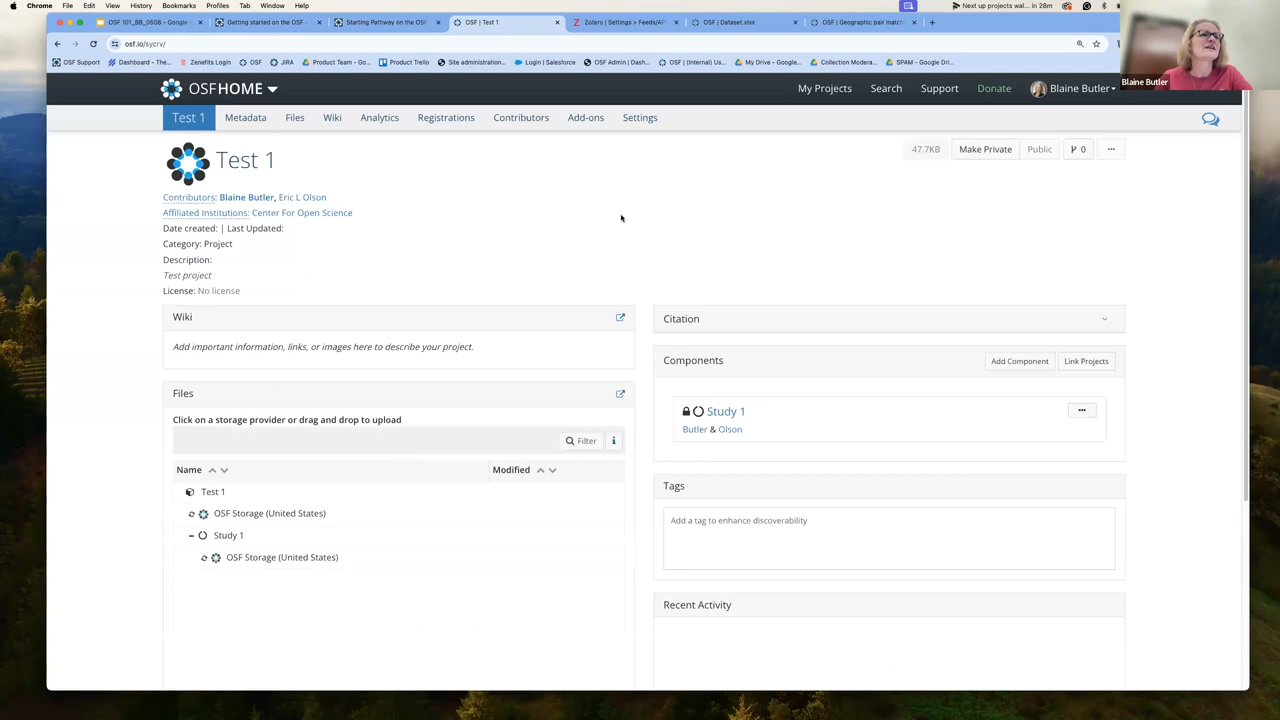 Chrome File Edit View History Bookmarks Profiles Tab Window Help Next up projects wal... in 28m
OSF 101_BB_0508 – Google Getting started on the OSF - Starting Pathway on the OSF OSF | Test 1 Zotero | Settings > Feeds/API OSF | Dataset.xlsx OSF | Geographic pair match
osf.io/sycrv/
OSF Support Dashboard - The... Zenefits Login OSF JIRA Product Team - Go... Product Trello Site administration... Login | Salesforce OSF Admin | Dash... OSF | (Internal) Us... My Drive - Google... Collection Modera... SPAM - Google Dri...
Blaine Butler
OSFHOME My Projects Search Support Donate Blaine Butler
Test 1 Metadata Files Wiki Analytics Registrations Contributors Add-ons Settings
Test 1 47.7KB Make Private Public 0 ...
Contributors: Blaine Butler, Eric L Olson
Affiliated Institutions: Center For Open Science
Date created: | Last Updated:
Category: Project
Description:
Test project
License: No license
Wiki
Add important information, links, or images here to describe your project.
Files
Click on a storage provider or drag and drop to upload
Filter i
Name Modified
Test 1
OSF Storage (United States)
Study 1
OSF Storage (United States)
Citation
Components Add Component Link Projects
Study 1 ...
Butler & Olson
Tags
Add a tag to enhance discoverability
Recent Activity